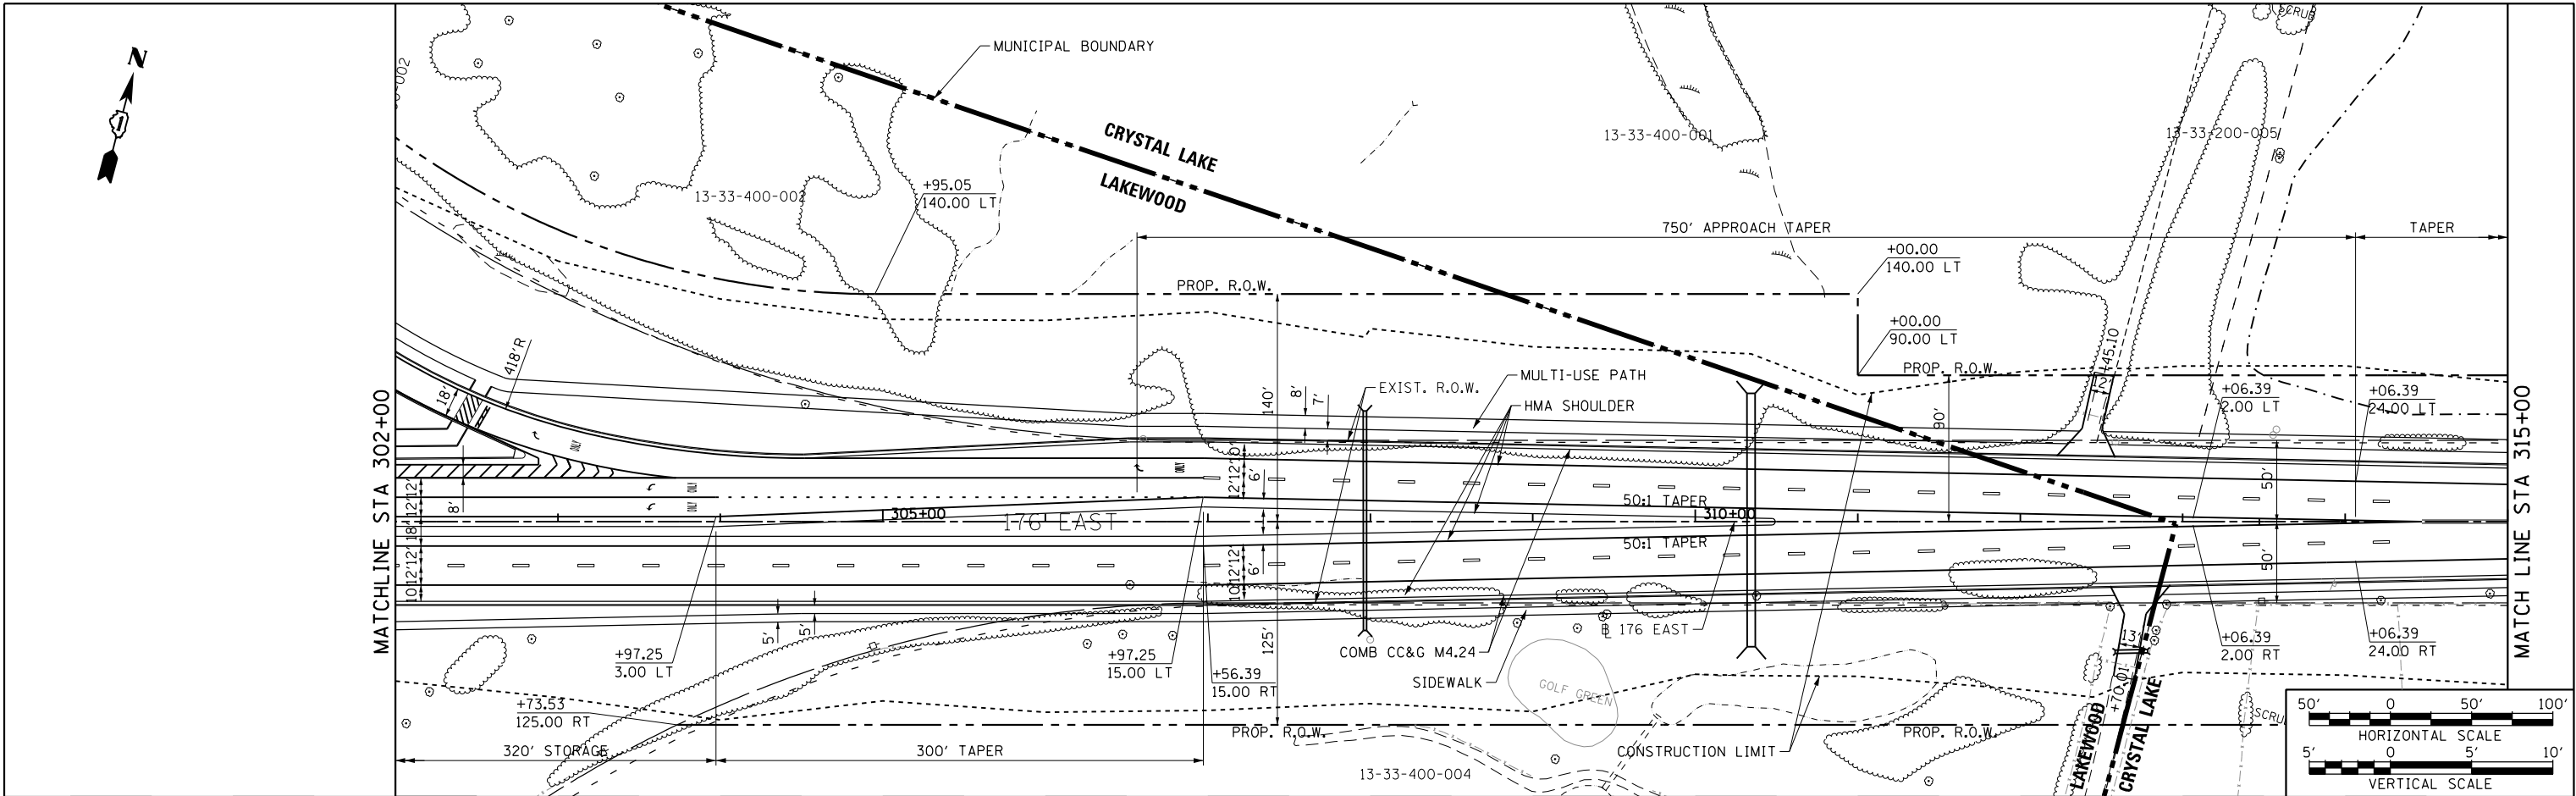 N
1
-002
MUNICIPAL BOUNDARY
CRYSTAL LAKE
LAKEWOOD
SCRUB
13-33-400-001
13-33-200-005
13-33-400-002
+95.05
140.00 LT
750' APPROACH TAPER
TAPER
+00.00
140.00 LT
PROP. R.O.W.
+00.00
90.00 LT
PROP. R.O.W.
+45.10
12'
418'R
18'
140'
8'
7'
EXIST. R.O.W.
MULTI-USE PATH
HMA SHOULDER
90'
+06.39
2.00 LT
+06.39
24.00 LT
MATCHLINE STA 302+00
MATCH LINE STA 315+00
ONLY
ONLY
ONLY
ONLY
12'
12'
8'
18'
12'
12'
10'
12'
12'
10'
6'
50:1 TAPER
305+00
176 EAST
310+00
50:1 TAPER
50'
50'
10'
12'
12'
6'
5'
5'
125'
℄ 176 EAST
COMB CC&G M4.24
SIDEWALK
GOLF GREEN
+97.25
3.00 LT
+97.25
15.00 LT
+56.39
15.00 RT
+73.53
125.00 RT
13'
+70.01
+06.39
2.00 RT
+06.39
24.00 RT
320' STORAGE
300' TAPER
PROP. R.O.W.
CONSTRUCTION LIMIT
PROP. R.O.W.
13-33-400-004
LAKEWOOD
CRYSTAL LAKE
SCRU
50' 0 50' 100'
HORIZONTAL SCALE
5' 0 5' 10'
VERTICAL SCALE